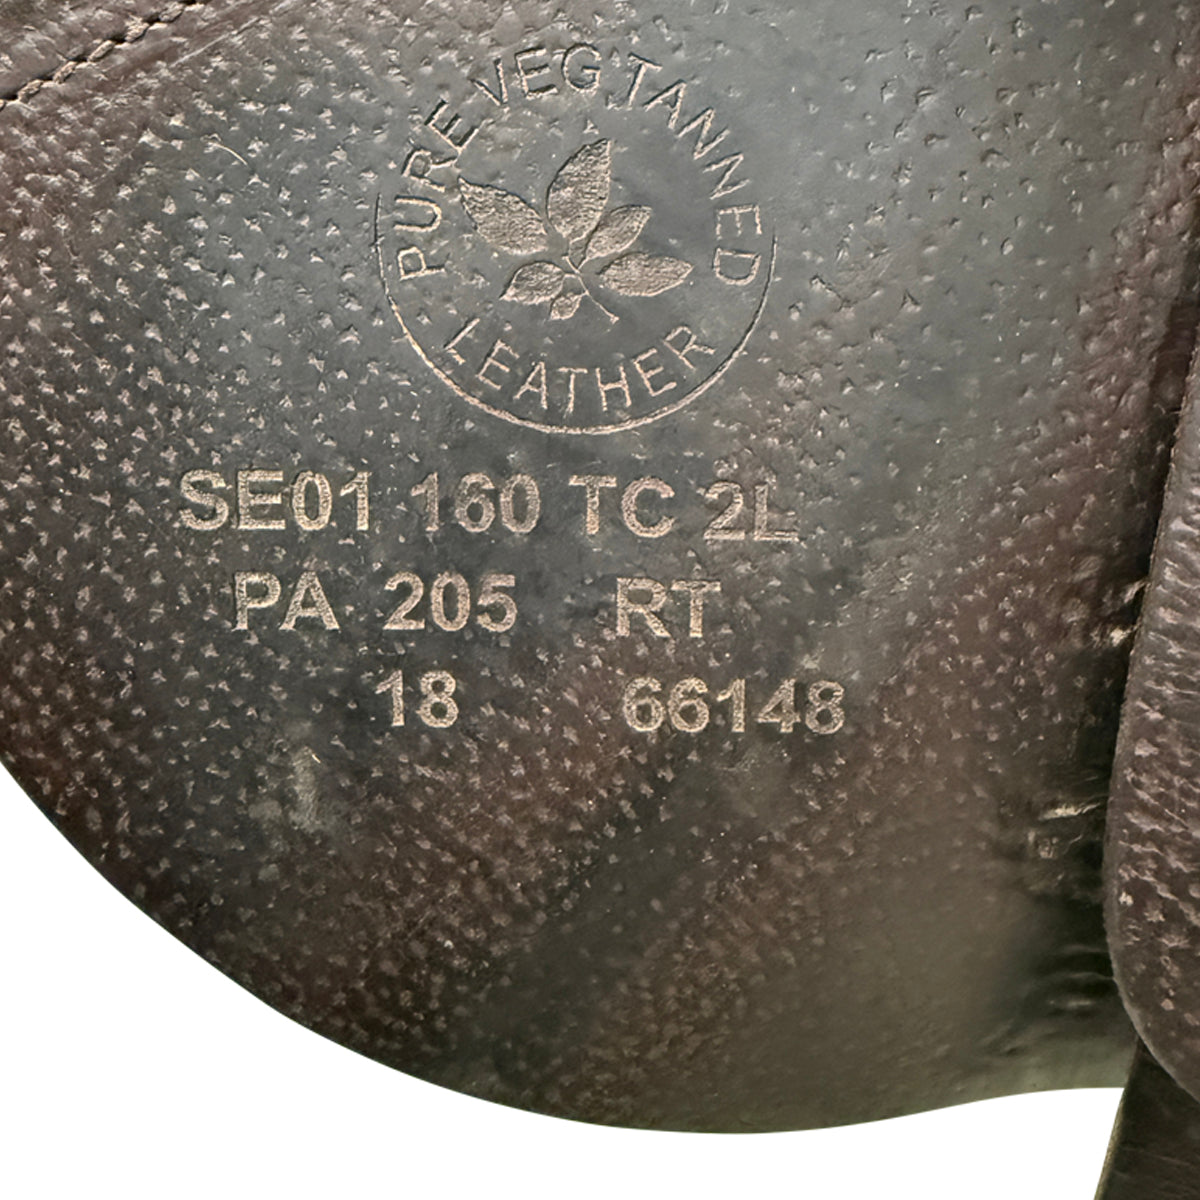 PURE VEG TANNED
LEATHER
SE01 160 TC 2L
PA 205 RT
18 66148